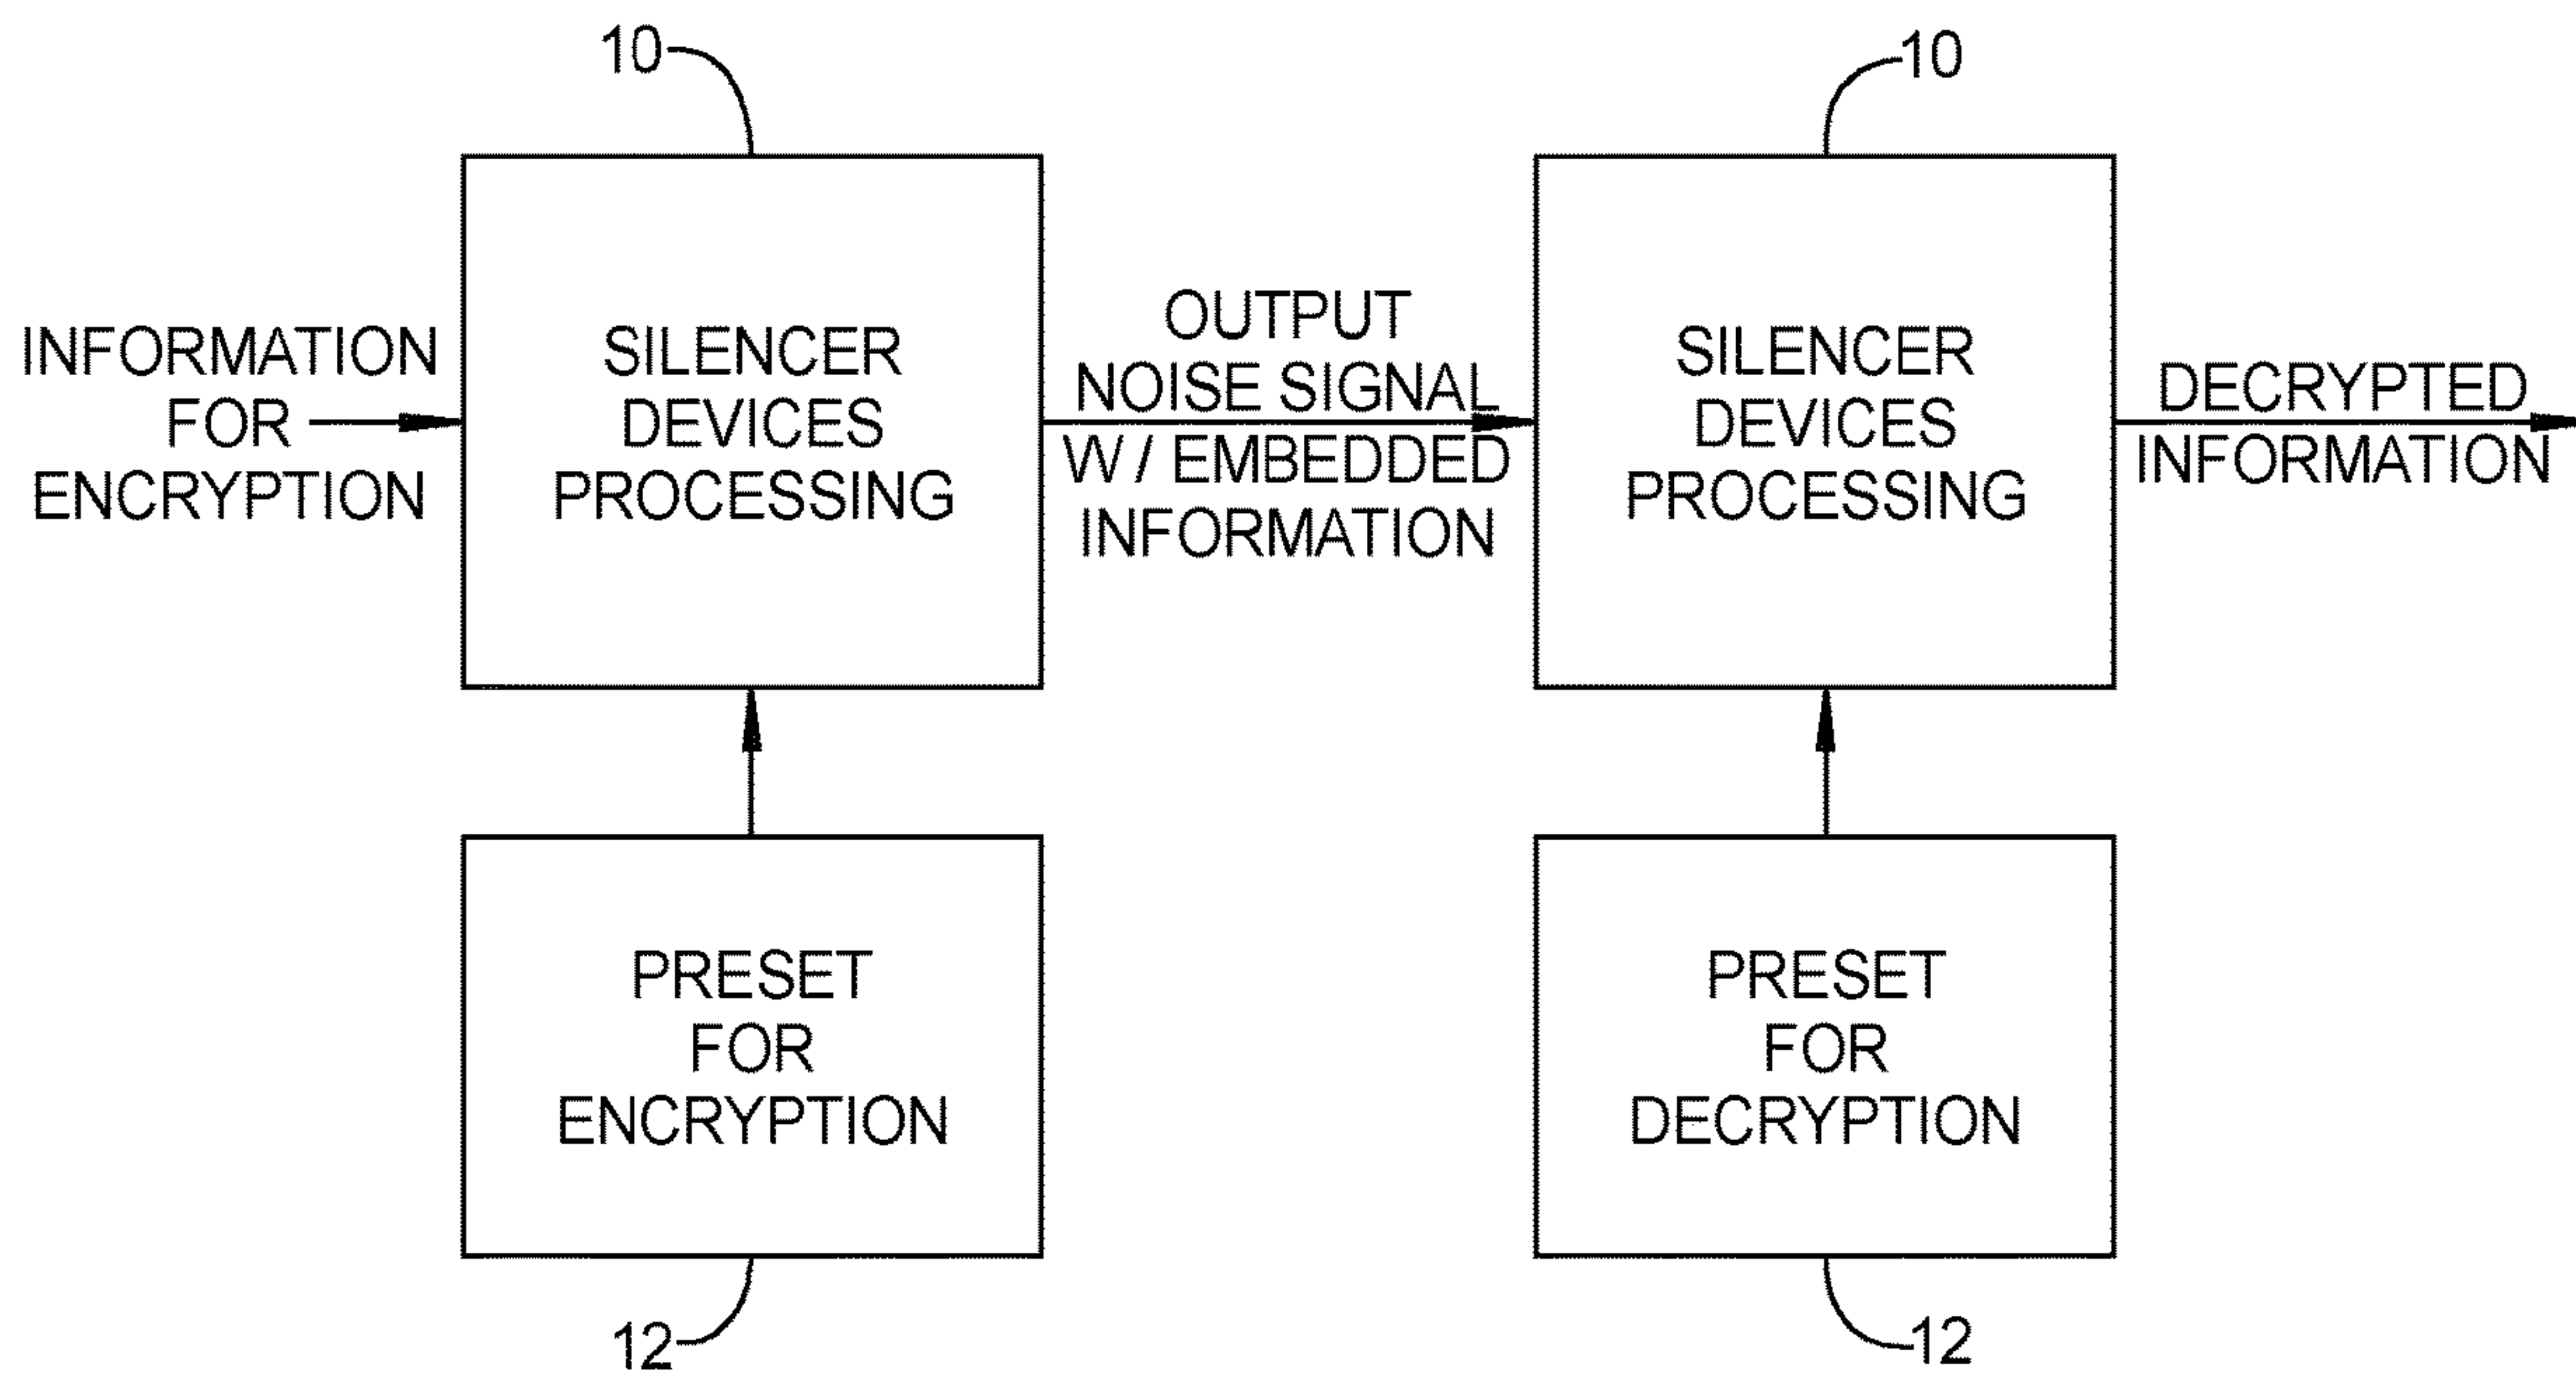 10
10
INFORMATION
FOR
ENCRYPTION
SILENCER
DEVICES
PROCESSING
OUTPUT
NOISE SIGNAL
W / EMBEDDED
INFORMATION
SILENCER
DEVICES
PROCESSING
DECRYPTED
INFORMATION
PRESET
FOR
ENCRYPTION
PRESET
FOR
DECRYPTION
12
12